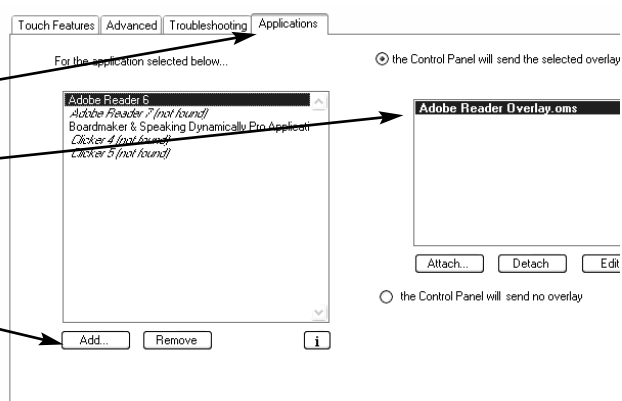 Touch Features Advanced Troubleshooting Applications
For the application selected below...
Adobe Reader 6
Adobe Reader 7 (not found)
Boardmaker & Speaking Dynamically Pro Applicati
Clicker 4 (not found)
Clicker 5 (not found)
Add... Remove i
the Control Panel will send the selected overlay
Adobe Reader Overlay.oms
Attach... Detach Edit
the Control Panel will send no overlay